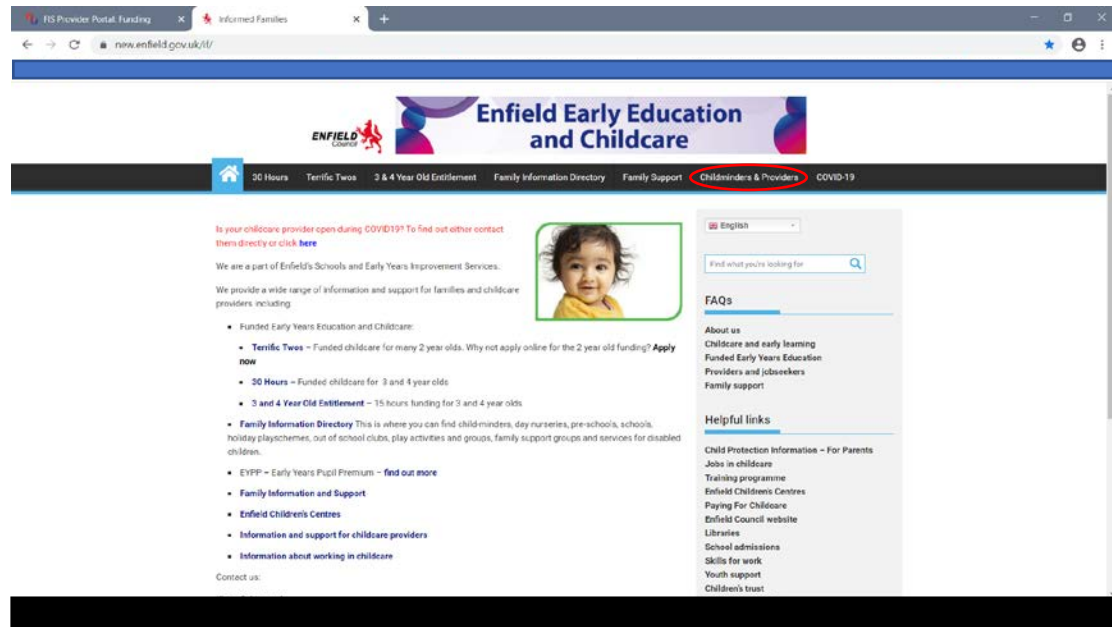 FIS Provider Portal: Funding
Informed Families
new.enfield.gov.uk/if/
ENFIELD
Council
Enfield Early Education
and Childcare
30 Hours Terrific Twos 3 & 4 Year Old Entitlement Family Information Directory Family Support Childminders & Providers COVID-19
Is your childcare provider open during COVID19? To find out either contact
them directly or click here
We are a part of Enfield's Schools and Early Years Improvement Services.
We provide a wide range of information and support for families and childcare
providers including:
Funded Early Years Education and Childcare:
Terrific Twos – Funded childcare for many 2 year olds. Why not apply online for the 2 year old funding? Apply
now
30 Hours – Funded childcare for 3 and 4 year olds
3 and 4 Year Old Entitlement – 15 hours funding for 3 and 4 year olds
Family Information Directory This is where you can find child-minders, day nurseries, pre-schools, schools,
holiday playschemes, out of school clubs, play activities and groups, family support groups and services for disabled
children.
EYPP – Early Years Pupil Premium – find out more
Family Information and Support
Enfield Children's Centres
Information and support for childcare providers
Information about working in childcare
Contact us:
English
Find what you're looking for
FAQs
About us
Childcare and early learning
Funded Early Years Education
Providers and jobseekers
Family support
Helpful links
Child Protection Information – For Parents
Jobs in childcare
Training programme
Enfield Children's Centres
Paying For Childcare
Enfield Council website
Libraries
School admissions
Skills for work
Youth support
Children's trust